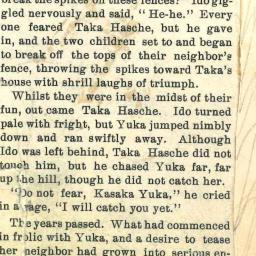 break the spikes on these fences?" Ido gig-
gled nervously and said, "He-he." Every
one feared Taka Hasche, but he gave
in, and the two children set to and began
to break off the tops of their neighbor's
fence, throwing the spikes toward Taka's
house with shrill laughs of triumph.
Whilst they were in the midst of their
fun, out came Taka Hasche. Ido turned
pale with fright, but Yuka jumped nimbly
down and ran swiftly away. Although
Ido was left behind, Taka Hasche did not
touch him, but he chased Yuka far, far
up the hill, though he did not catch her.
"Do not fear, Kasaka Yuka," he cried
in a rage, "I will catch you yet."
The years passed. What had commenced
in frolic with Yuka, and a desire to tease
her neighbor had grown into serious en-